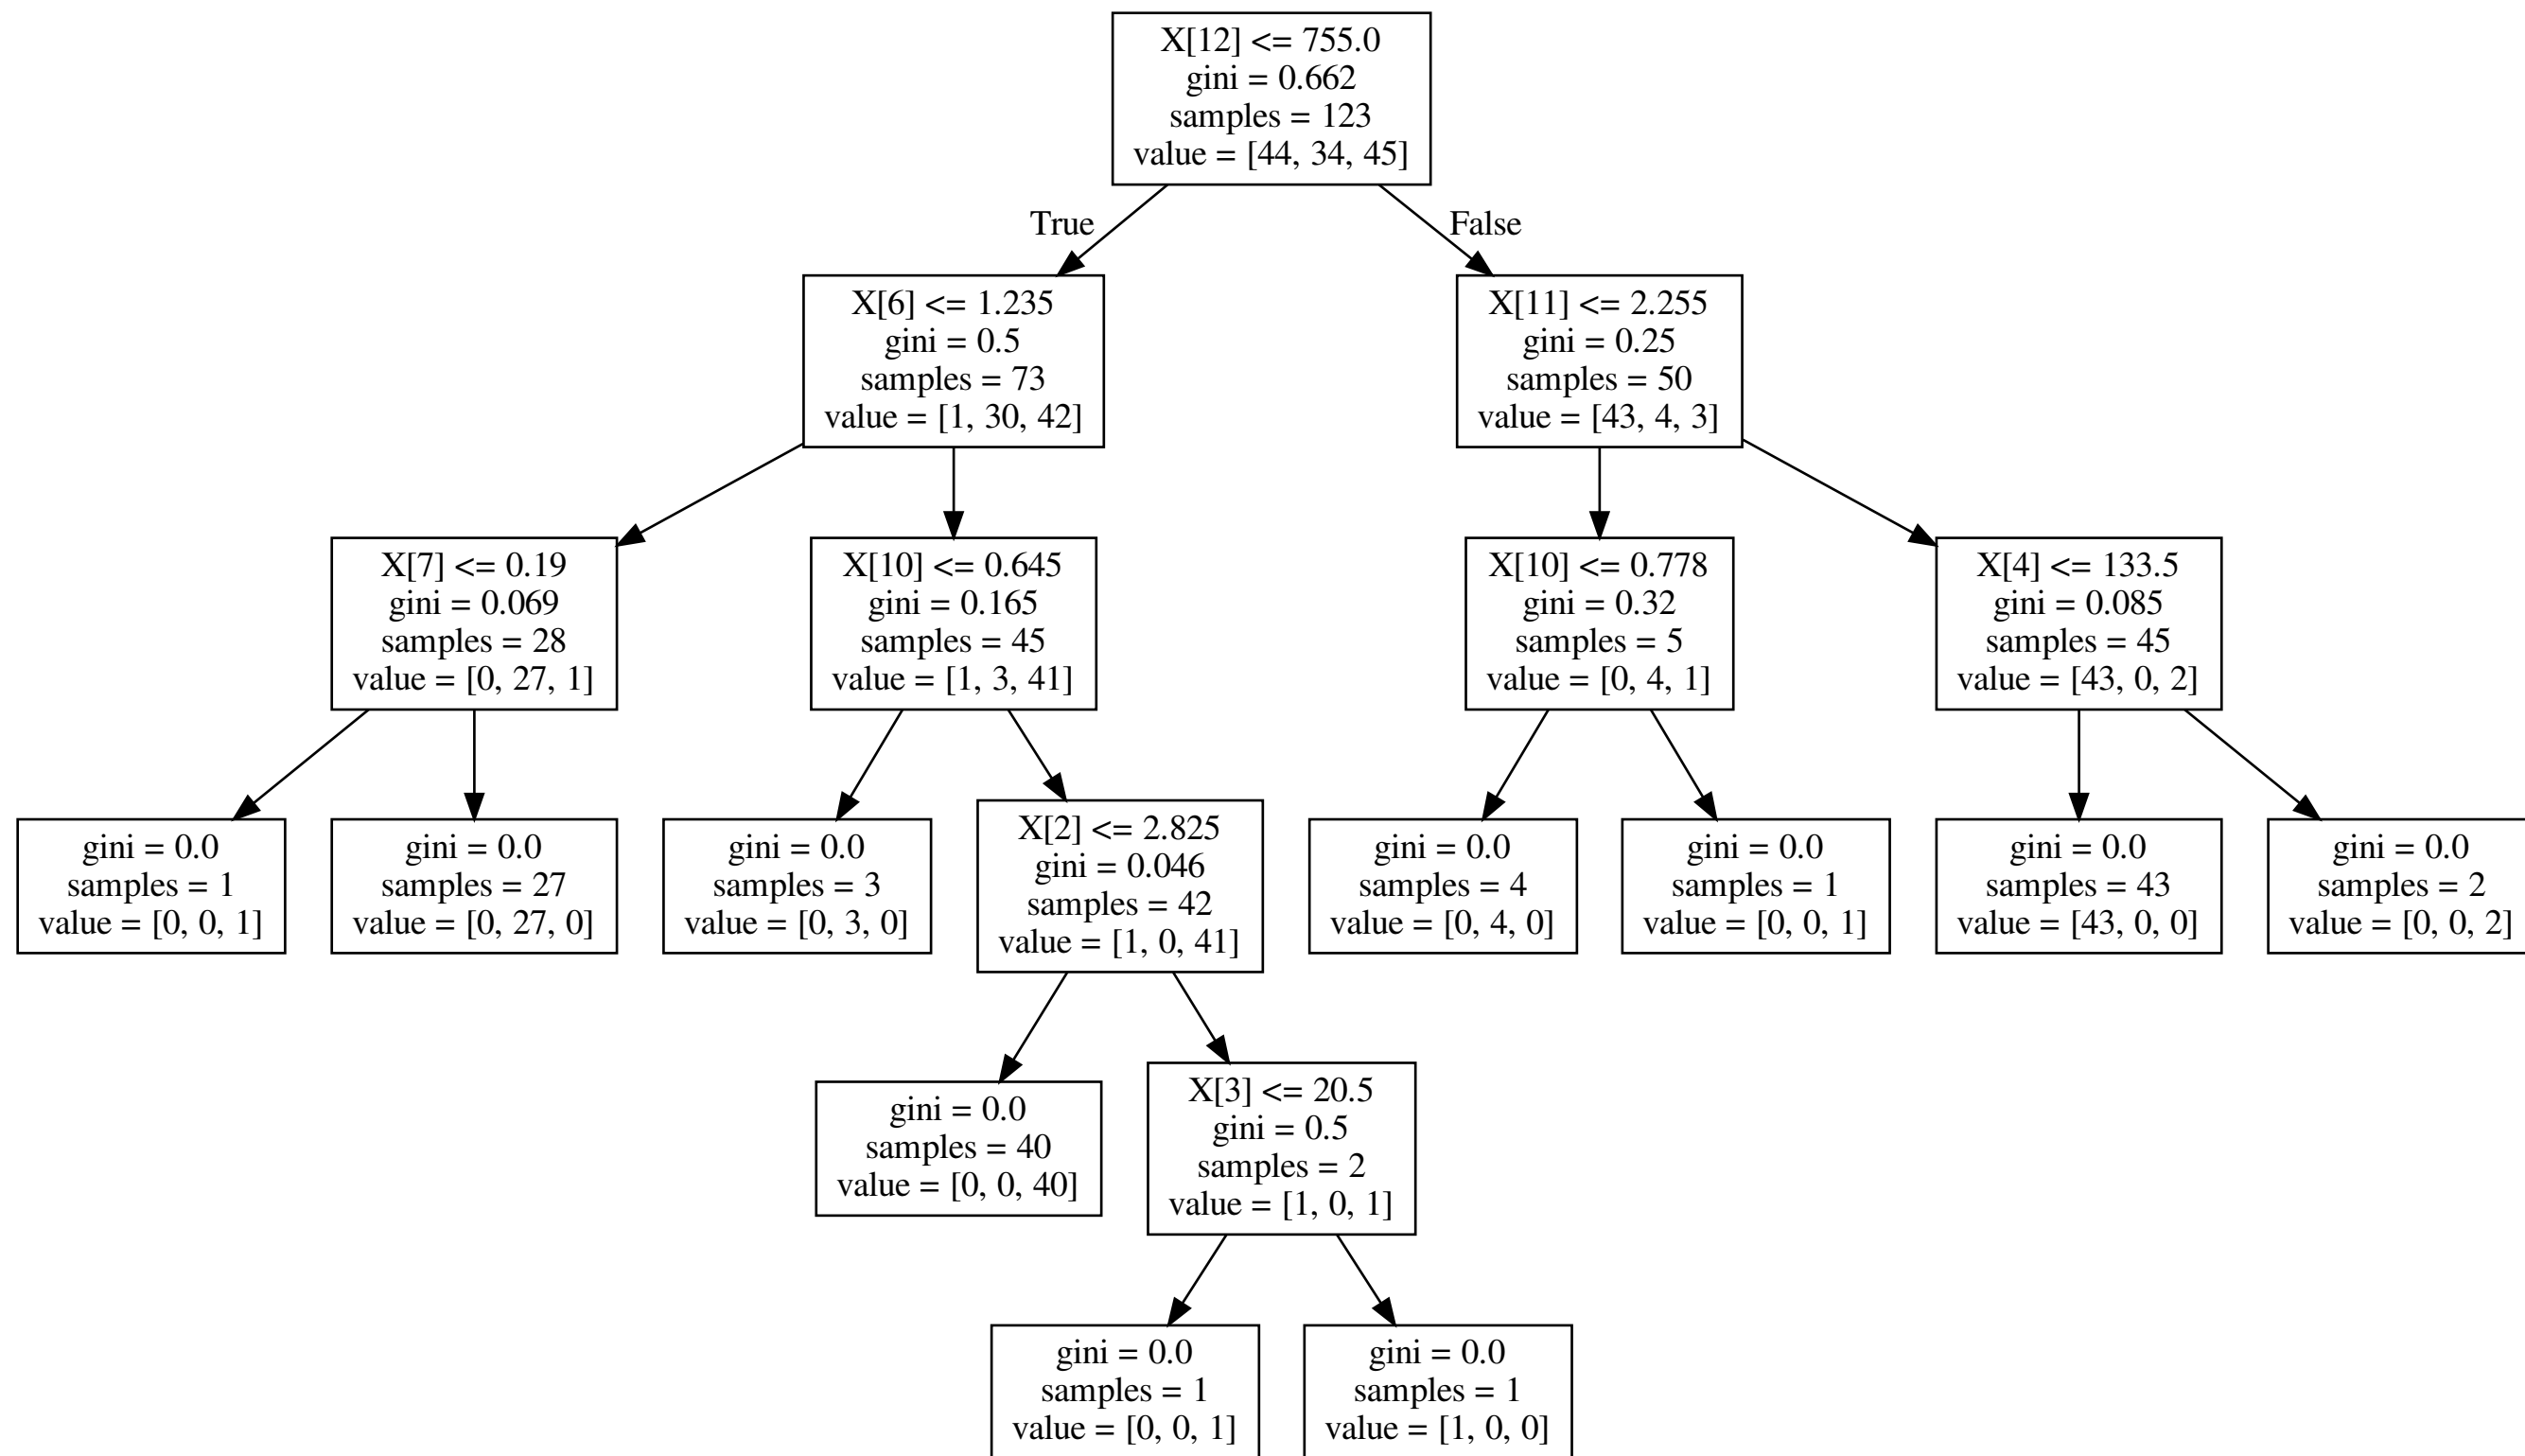 X[12] <= 755.0
gini = 0.662
samples = 123
value = [44, 34, 45]
True
False
X[6] <= 1.235
gini = 0.5
samples = 73
value = [1, 30, 42]
X[11] <= 2.255
gini = 0.25
samples = 50
value = [43, 4, 3]
X[7] <= 0.19
gini = 0.069
samples = 28
value = [0, 27, 1]
X[10] <= 0.645
gini = 0.165
samples = 45
value = [1, 3, 41]
X[10] <= 0.778
gini = 0.32
samples = 5
value = [0, 4, 1]
X[4] <= 133.5
gini = 0.085
samples = 45
value = [43, 0, 2]
gini = 0.0
samples = 1
value = [0, 0, 1]
gini = 0.0
samples = 27
value = [0, 27, 0]
gini = 0.0
samples = 3
value = [0, 3, 0]
X[2] <= 2.825
gini = 0.046
samples = 42
value = [1, 0, 41]
gini = 0.0
samples = 4
value = [0, 4, 0]
gini = 0.0
samples = 1
value = [0, 0, 1]
gini = 0.0
samples = 43
value = [43, 0, 0]
gini = 0.0
samples = 2
value = [0, 0, 2]
gini = 0.0
samples = 40
value = [0, 0, 40]
X[3] <= 20.5
gini = 0.5
samples = 2
value = [1, 0, 1]
gini = 0.0
samples = 1
value = [0, 0, 1]
gini = 0.0
samples = 1
value = [1, 0, 0]